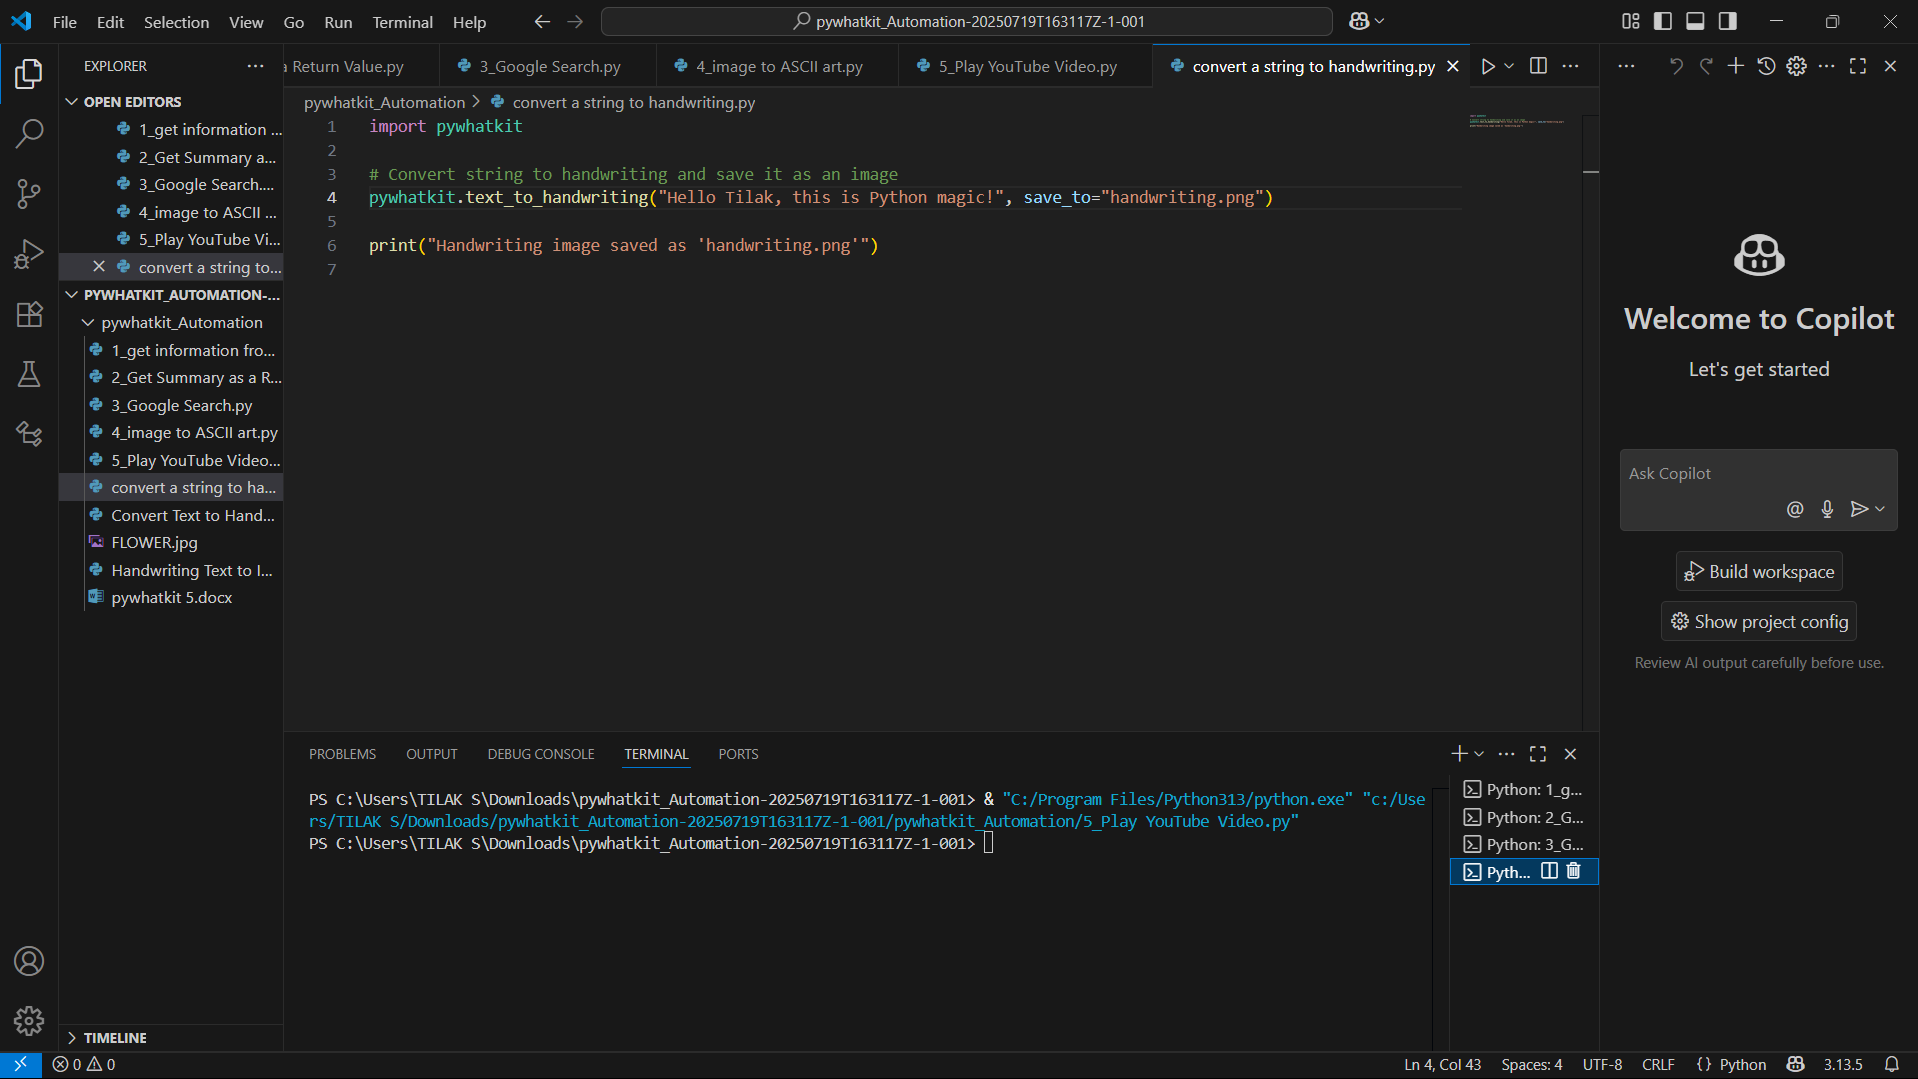 File Edit Selection View Go Run Terminal Help
pywhatkit_Automation-20250719T163117Z-1-001
EXPLORER
OPEN EDITORS
1_get information ...
2_Get Summary a...
3_Google Search....
4_image to ASCII ...
5_Play YouTube Vi...
convert a string to...
PYWHATKIT_AUTOMATION-...
pywhatkit_Automation
1_get information fro...
2_Get Summary as a R...
3_Google Search.py
4_image to ASCII art.py
5_Play YouTube Video...
convert a string to ha...
Convert Text to Hand...
FLOWER.jpg
Handwriting Text to I...
pywhatkit 5.docx
TIMELINE
a Return Value.py
3_Google Search.py
4_image to ASCII art.py
5_Play YouTube Video.py
convert a string to handwriting.py
pywhatkit_Automation > convert a string to handwriting.py
1 import pywhatkit
2
3 # Convert string to handwriting and save it as an image
4 pywhatkit.text_to_handwriting("Hello Tilak, this is Python magic!", save_to="handwriting.png")
5
6 print("Handwriting image saved as 'handwriting.png'")
7
PROBLEMS OUTPUT DEBUG CONSOLE TERMINAL PORTS
PS C:\Users\TILAK S\Downloads\pywhatkit_Automation-20250719T163117Z-1-001> & "C:/Program Files/Python313/python.exe" "c:/Use
rs/TILAK S/Downloads/pywhatkit_Automation-20250719T163117Z-1-001/pywhatkit_Automation/5_Play YouTube Video.py"
PS C:\Users\TILAK S\Downloads\pywhatkit_Automation-20250719T163117Z-1-001>
Python: 1_g...
Python: 2_G...
Python: 3_G...
Pyth...
Welcome to Copilot
Let's get started
Ask Copilot
Build workspace
Show project config
Review AI output carefully before use.
0 0
Ln 4, Col 43 Spaces: 4 UTF-8 CRLF {} Python 3.13.5